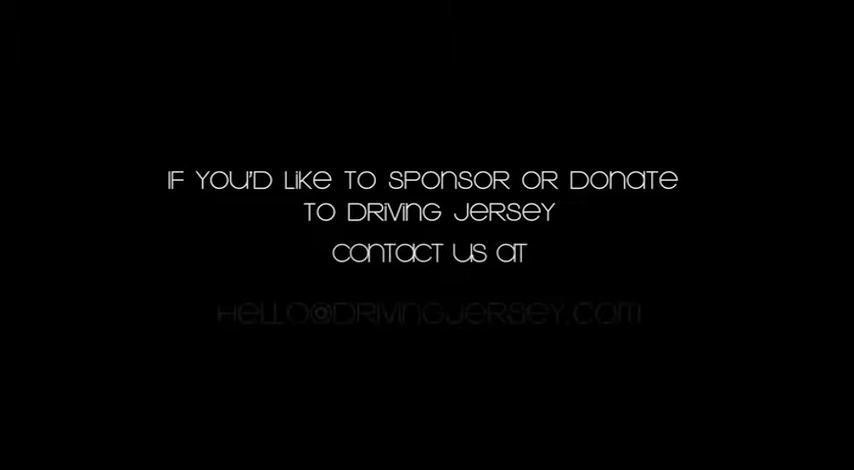 IF YOU'D LIKE TO SPONSOR OR DONATE
TO DRIVING JERSEY
CONTACT US AT
HELLO@DRIVINGJERSEY.COM